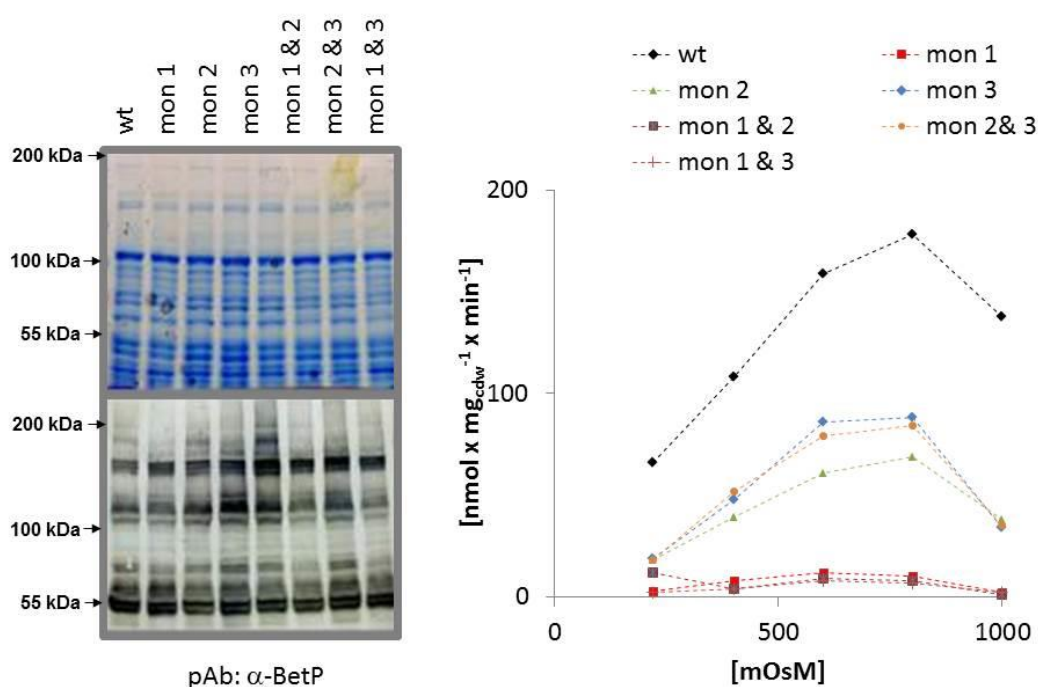 wt
mon 1
mon 2
mon 3
mon 1 & 2
mon 2 & 3
mon 1 & 3
200 kDa
100 kDa
55 kDa
200 kDa
100 kDa
55 kDa
pAb: α-BetP
wt
mon 1
mon 2
mon 3
mon 1 & 2
mon 2& 3
mon 1 & 3
200
100
0
[nmol x mg_cdw⁻¹ x min⁻¹]
0
500
1000
[mOsM]